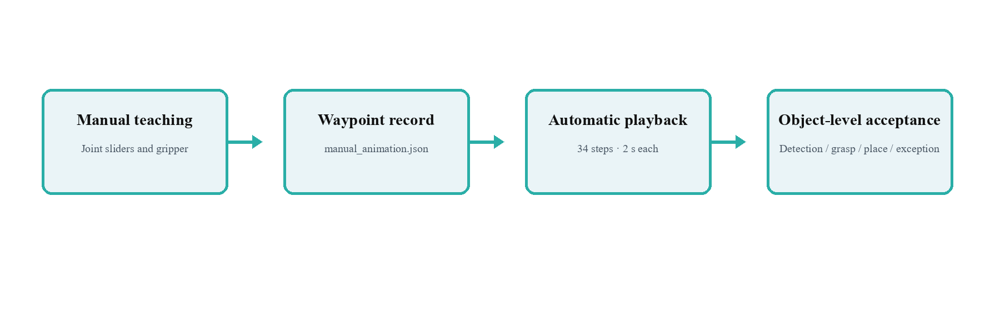 Manual teaching
Joint sliders and gripper
Waypoint record
manual_animation.json
Automatic playback
34 steps · 2 s each
Object-level acceptance
Detection / grasp / place / exception